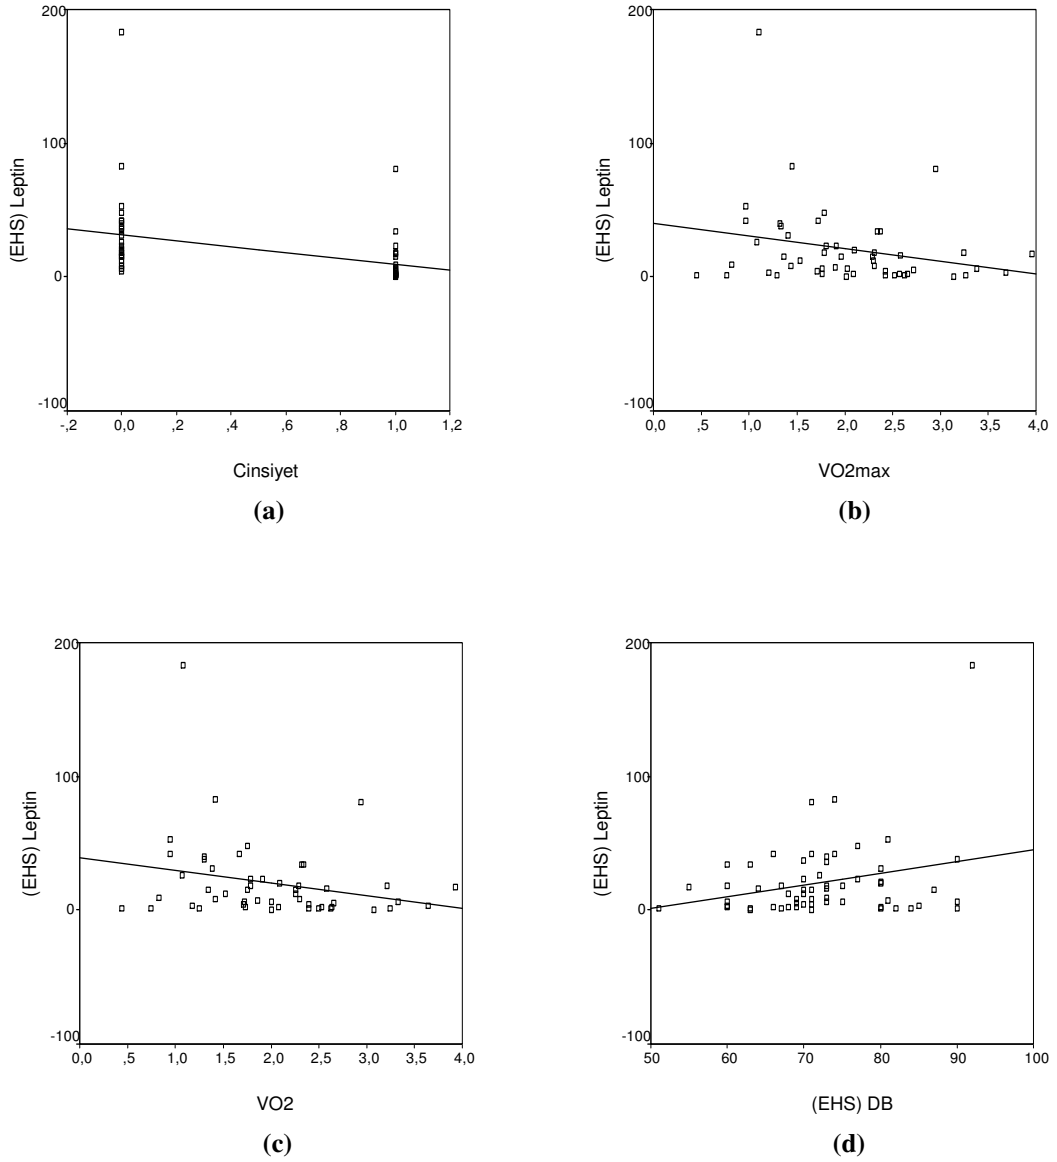 200
100
0
-100
(EHS) Leptin
-,2 0,0 ,2 ,4 ,6 ,8 1,0 1,2
Cinsiyet
(a)
200
100
0
-100
(EHS) Leptin
0,0 ,5 1,0 1,5 2,0 2,5 3,0 3,5 4,0
VO2max
(b)
200
100
0
-100
(EHS) Leptin
0,0 ,5 1,0 1,5 2,0 2,5 3,0 3,5 4,0
VO2
(c)
200
100
0
-100
(EHS) Leptin
50 60 70 80 90 100
(EHS) DB
(d)